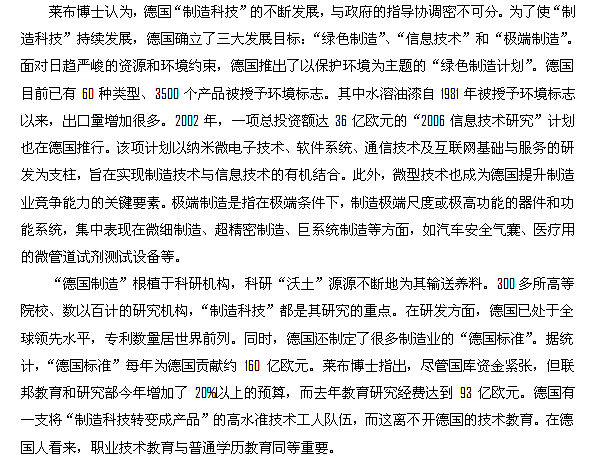 莱布博士认为，德国“制造科技”的不断发展，与政府的指导协调密不可分。为了使“制
造科技”持续发展，德国确立了三大发展目标：“绿色制造”、“信息技术”和“极端制造”。
面对日趋严峻的资源和环境约束，德国推出了以保护环境为主题的“绿色制造计划”。德国
目前已有 60 种类型、3500 个产品被授予环境标志。其中水溶油漆自 1981 年被授予环境标志
以来，出口量增加很多。2002 年，一项总投资额达 36 亿欧元的“2006 信息技术研究”计划
也在德国推行。该项计划以纳米微电子技术、软件系统、通信技术及互联网基础与服务的研
发为支柱，旨在实现制造技术与信息技术的有机结合。此外，微型技术也成为德国提升制造
业竞争能力的关键要素。极端制造是指在极端条件下，制造极端尺度或极高功能的器件和功
能系统，集中表现在微细制造、超精密制造、巨系统制造等方面，如汽车安全气囊、医疗用
的微管道试剂测试设备等。
“德国制造”根植于科研机构，科研“沃土”源源不断地为其输送养料。300 多所高等
院校、数以百计的研究机构，“制造科技”都是其研究的重点。在研发方面，德国已处于全
球领先水平，专利数量居世界前列。同时，德国还制定了很多制造业的“德国标准”。据统
计，“德国标准”每年为德国贡献约 160 亿欧元。莱布博士指出，尽管国库资金紧张，但联
邦教育和研究部今年增加了 20%以上的预算，而去年教育研究经费达到 93 亿欧元。德国有
一支将“制造科技转变成产品”的高水准技术工人队伍，而这离不开德国的技术教育。在德
国人看来，职业技术教育与普通学历教育同等重要。